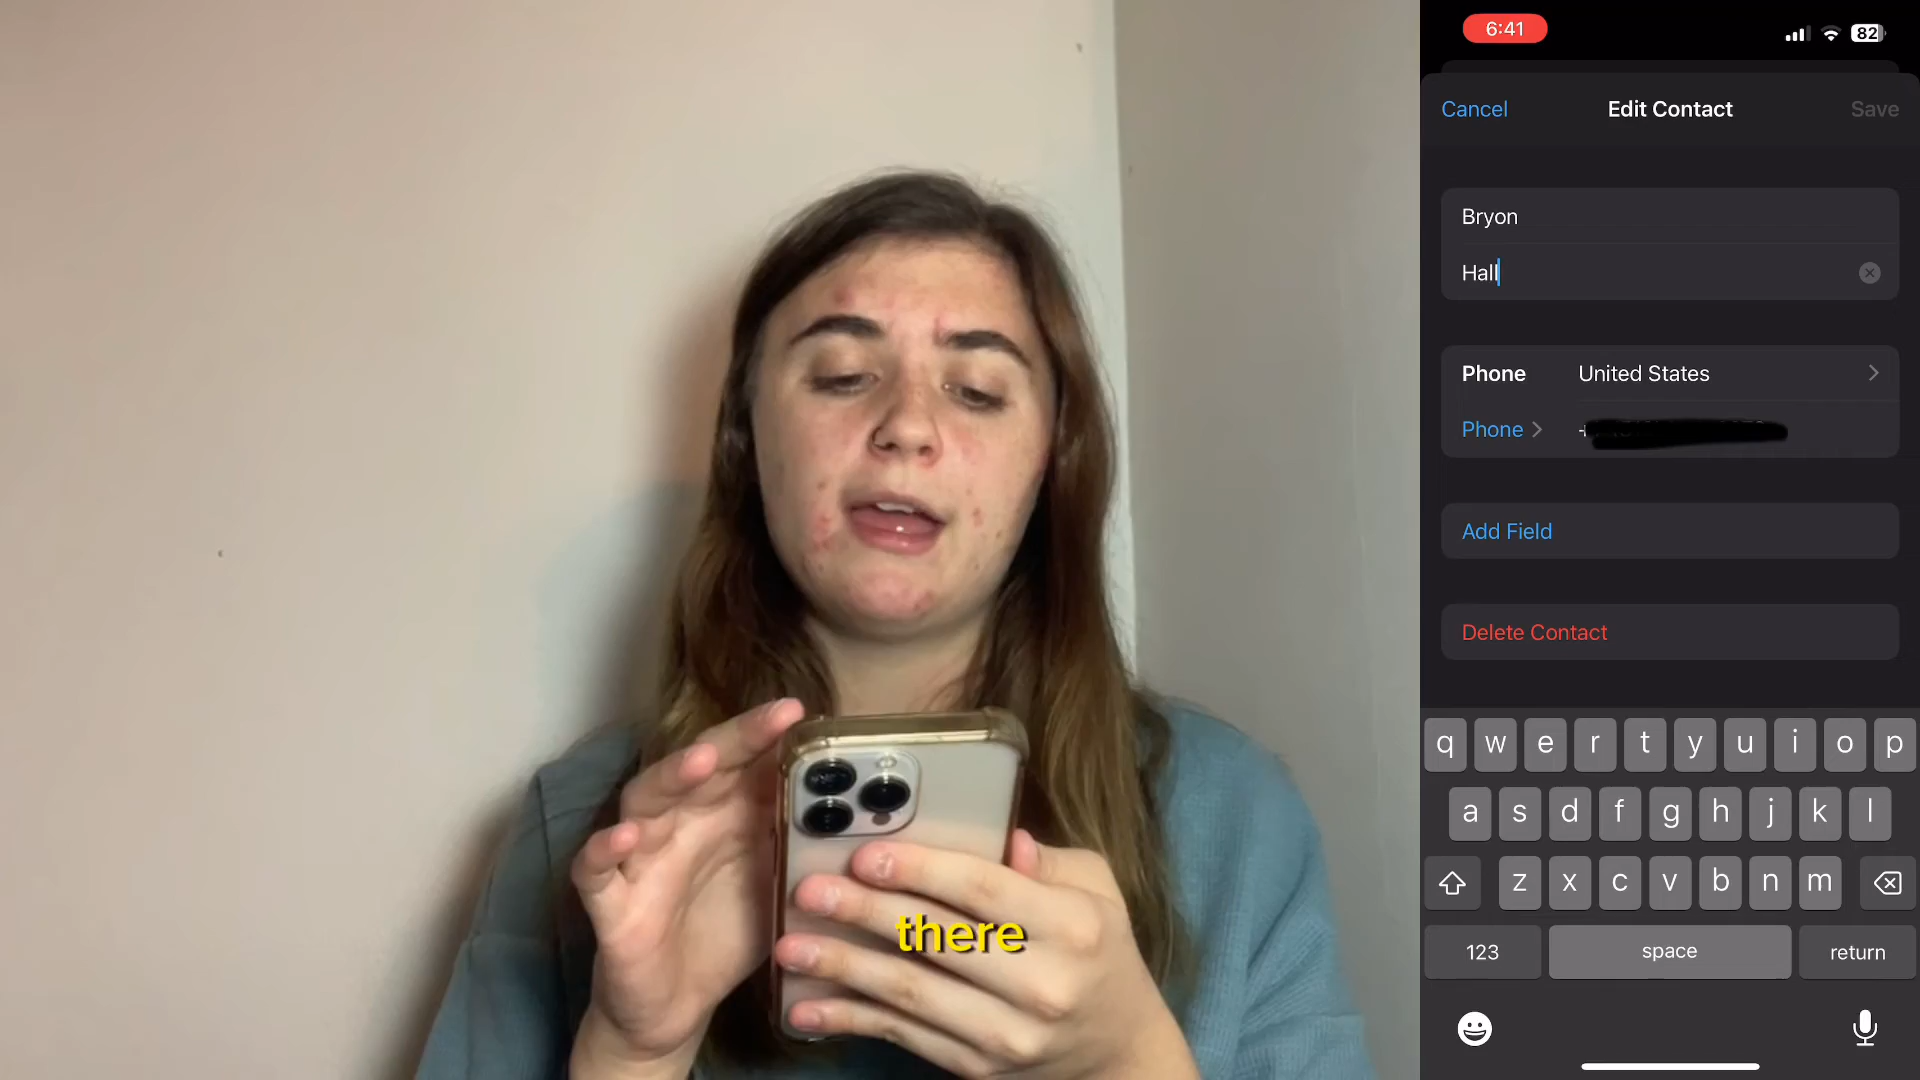 6:41
82
Cancel Edit Contact Save
Bryon
Hall
Phone United States
Phone
Add Field
Delete Contact
there
q w e r t y u i o p
a s d f g h j k l
z x c v b n m
123 space return